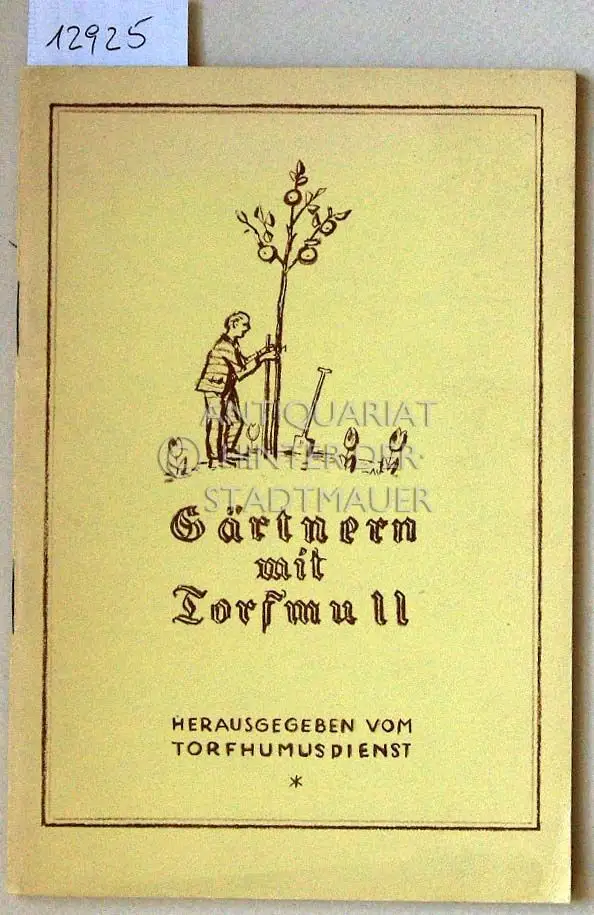 12925
ANTIQUARIAT
© HINTER DER
STADTMAUER
Gärtnern
mit
Torfmull
HERAUSGEGEBEN VOM
TORFHUMUSDIENST
*